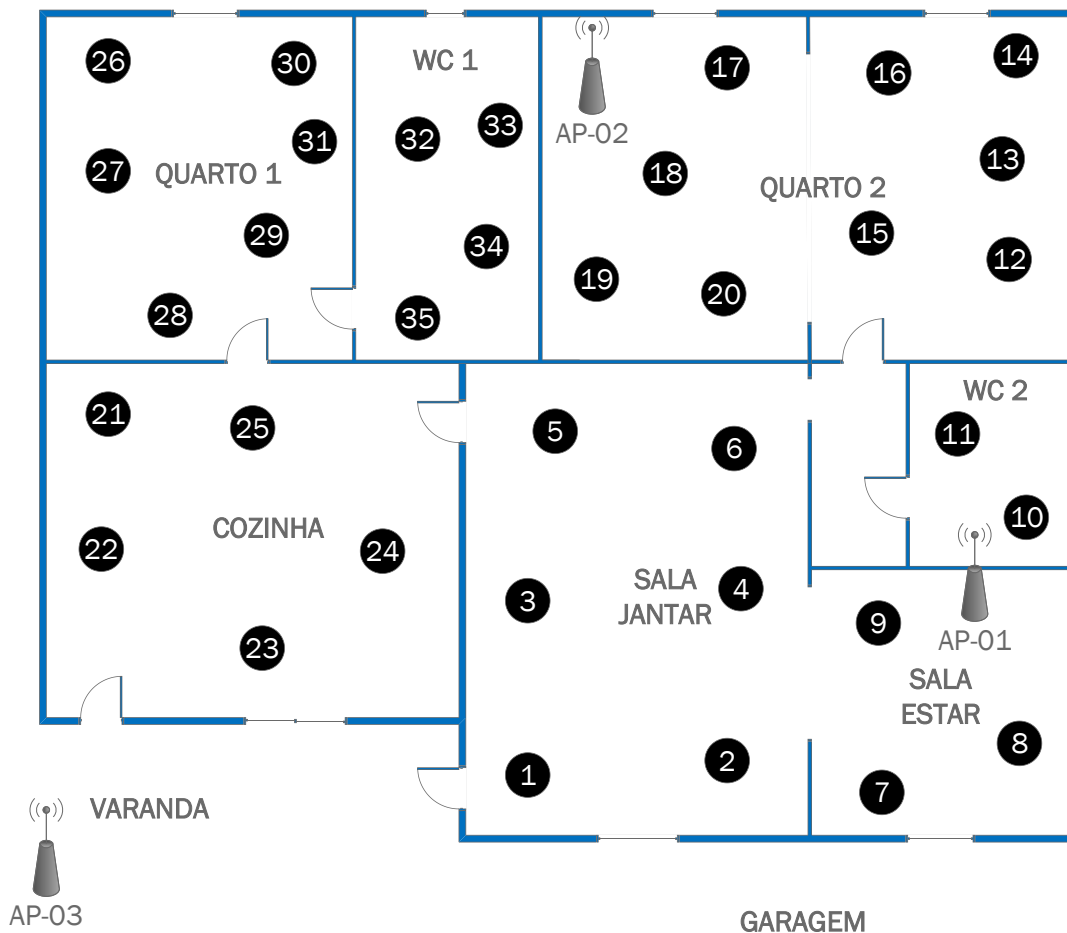 26
30
WC 1
17
16
14
AP-02
33
32
31
13
27
QUARTO 1
18
QUARTO 2
29
34
15
12
19
20
28
35
WC 2
21
25
5
6
11
COZINHA
22
24
10
SALA
JANTAR
3
4
9
AP-01
23
SALA
ESTAR
1
2
8
7
VARANDA
AP-03
GARAGEM